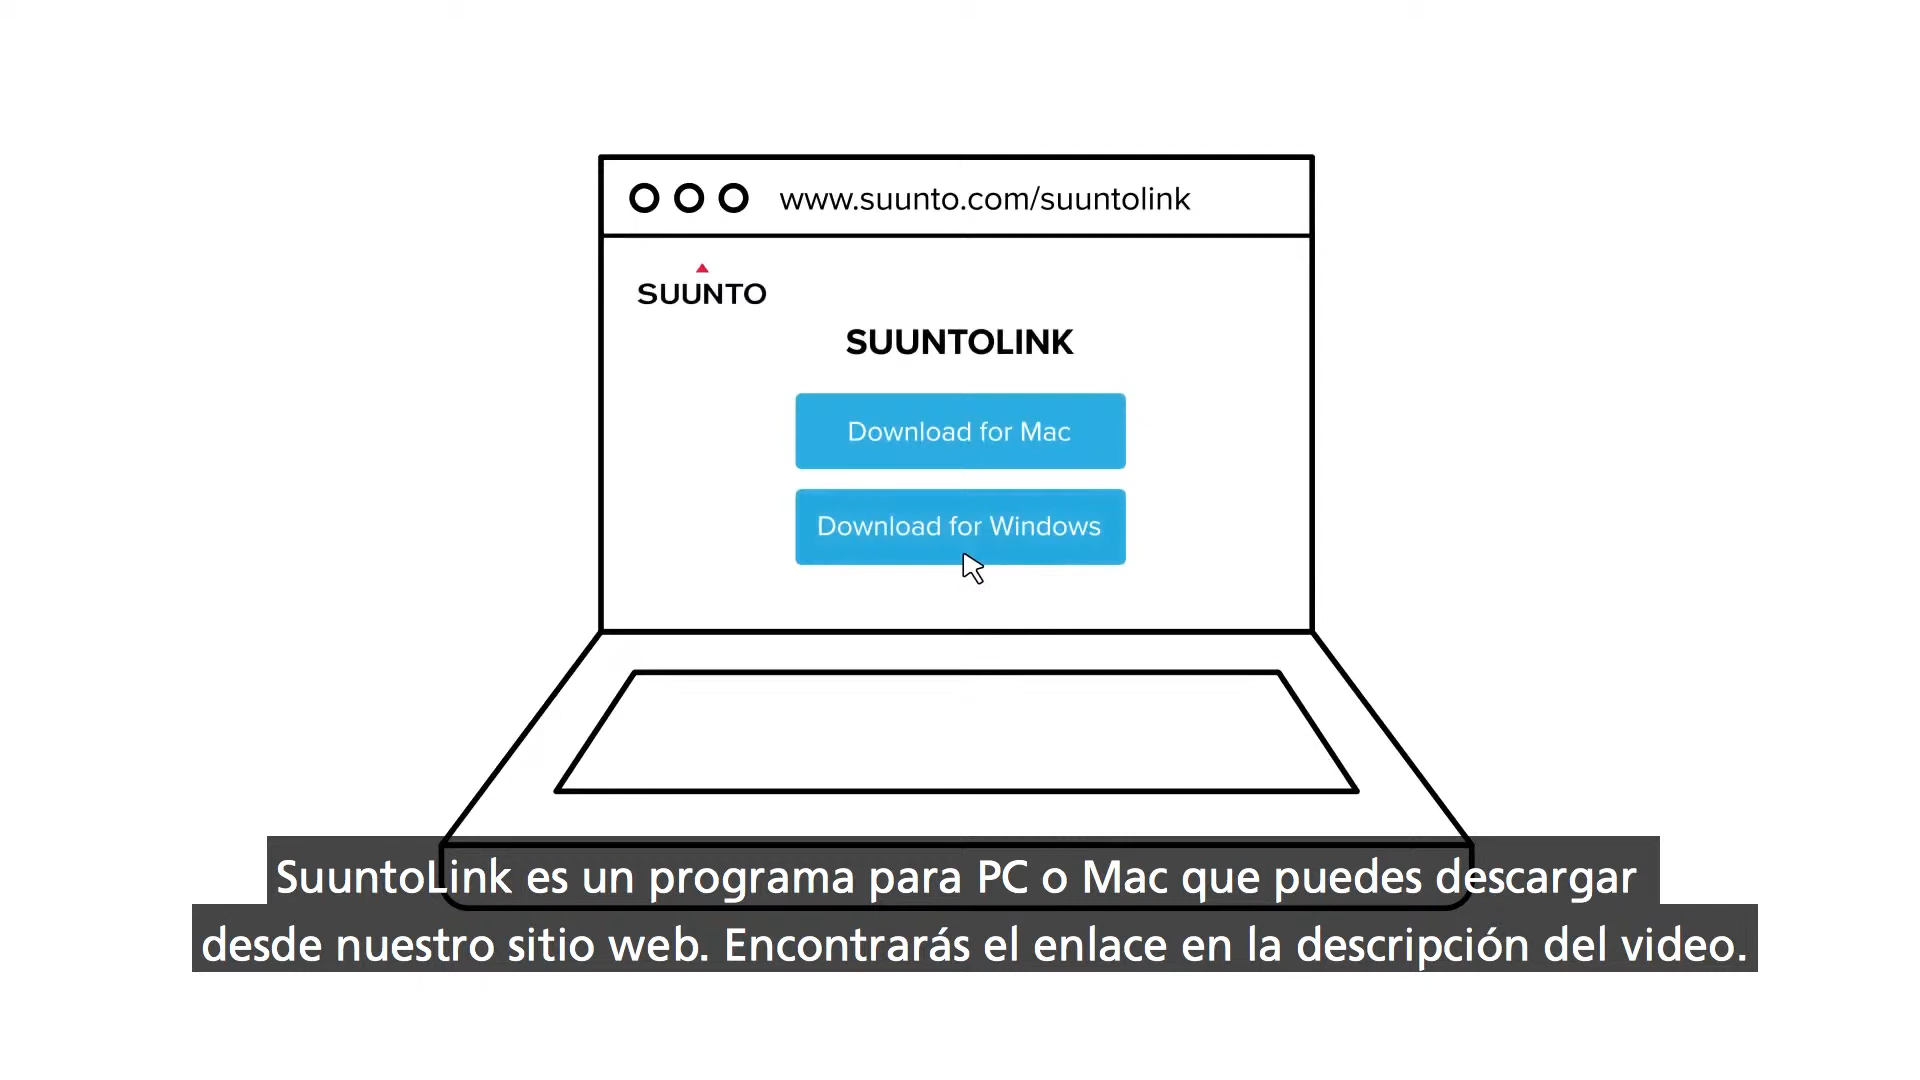 www.suunto.com/suuntolink
SUUNTO
SUUNTOLINK
Download for Mac
Download for Windows
SuuntoLink es un programa para PC o Mac que puedes descargar
desde nuestro sitio web. Encontrarás el enlace en la descripción del video.